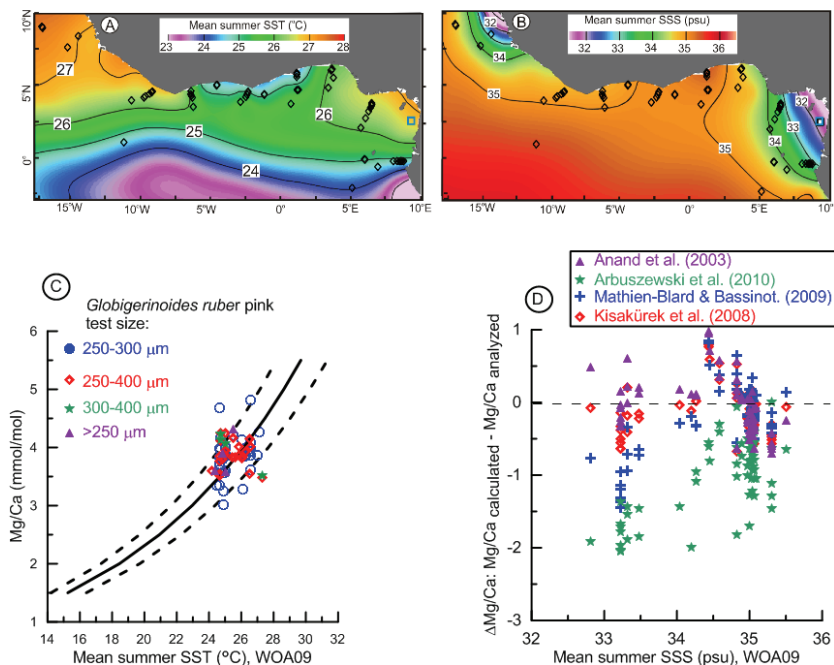 A
Mean summer SST (°C)
23 24 25 26 27 28
10°N
5°N
0°
27
26
25
26
24
15°W 10°W 5°W 0° 5°E 10°E
B
Mean summer SSS (psu)
32 33 34 35 36
32
34
35
35
34
33
32
15°W 10°W 5°W 0° 5°E 10°E
C
Globigerinoides ruber pink
test size:
250-300 μm
250-400 μm
300-400 μm
>250 μm
Mg/Ca (mmol/mol)
6
5
4
3
2
1
14 16 18 20 22 24 26 28 30 32
Mean summer SST (°C), WOA09
Anand et al. (2003)
Arbuszewski et al. (2010)
Mathien-Blard & Bassinot. (2009)
Kisakürek et al. (2008)
D
ΔMg/Ca: Mg/Ca calculated - Mg/Ca analyzed
1
0
-1
-2
-3
32 33 34 35 36
Mean summer SSS (psu), WOA09